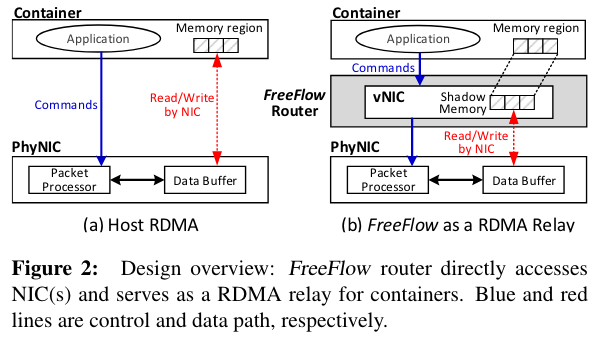 Container
Application
Memory region
Commands
Read/Write
by NIC
PhyNIC
Packet
Processor
Data Buffer
(a) Host RDMA
Container
Application
Memory region
Commands
FreeFlow
Router
vNIC
Shadow
Memory
Read/Write
by NIC
PhyNIC
Packet
Processor
Data Buffer
(b) FreeFlow as a RDMA Relay
Figure 2: Design overview: FreeFlow router directly accesses
NIC(s) and serves as a RDMA relay for containers. Blue and red
lines are control and data path, respectively.